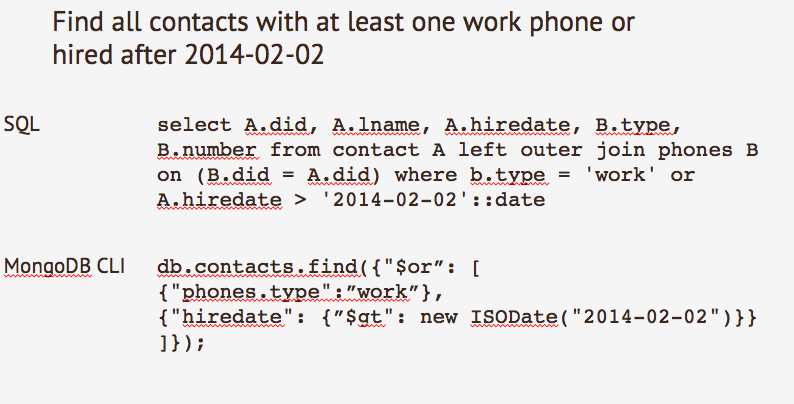 Find all contacts with at least one work phone or
hired after 2014-02-02
SQL
select A.did, A.lname, A.hiredate, B.type,
B.number from contact A left outer join phones B
on (B.did = A.did) where b.type = 'work' or
A.hiredate > '2014-02-02'::date
MongoDB CLI
db.contacts.find({"$or”: [
{"phones.type":”work”},
{"hiredate": {”$gt": new ISODate("2014-02-02")}}
]});